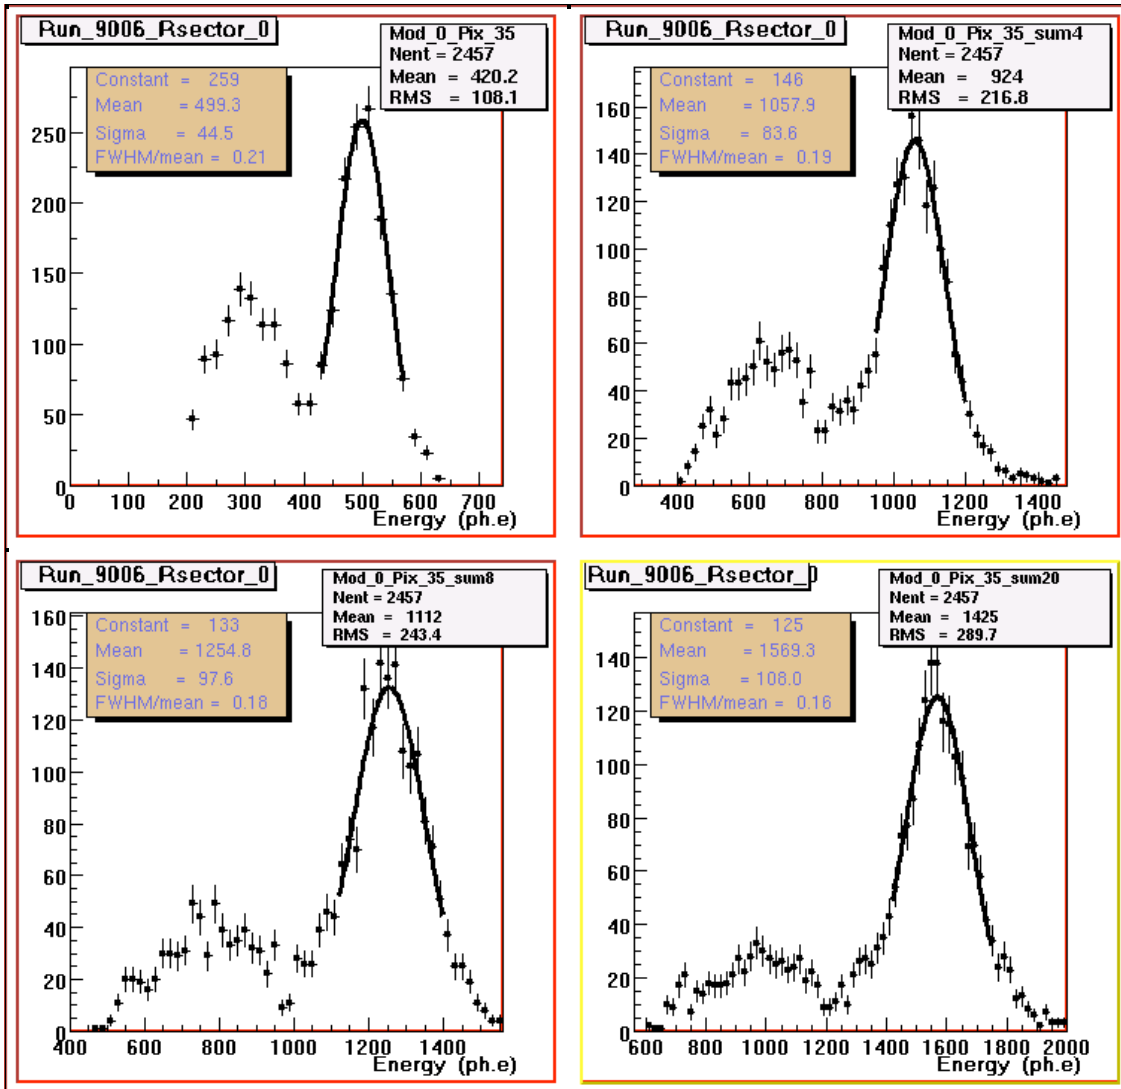 Run_9006_Rsector_0
Mod_0_Pix_35
Nent = 2457
Mean = 420.2
RMS = 108.1
Constant = 259
Mean = 499.3
Sigma = 44.5
FWHM/mean = 0.21
250
200
150
100
50
0
0 100 200 300 400 500 600 700
Energy (ph.e)
Run_9006_Rsector_0
Mod_0_Pix_35_sum4
Nent = 2457
Mean = 924
RMS = 216.8
Constant = 146
Mean = 1057.9
Sigma = 83.6
FWHM/mean = 0.19
160
140
120
100
80
60
40
20
0
400 600 800 1000 1200 1400
Energy (ph.e)
Run_9006_Rsector_0
Mod_0_Pix_35_sum8
Nent = 2457
Mean = 1112
RMS = 243.4
Constant = 133
Mean = 1254.8
Sigma = 97.6
FWHM/mean = 0.18
160
140
120
100
80
60
40
20
0
400 600 800 1000 1200 1400
Energy (ph.e)
Run_9006_Rsector_0
Mod_0_Pix_35_sum20
Nent = 2457
Mean = 1425
RMS = 289.7
Constant = 125
Mean = 1569.3
Sigma = 108.0
FWHM/mean = 0.16
140
120
100
80
60
40
20
0
600 800 1000 1200 1400 1600 1800 2000
Energy (ph.e)